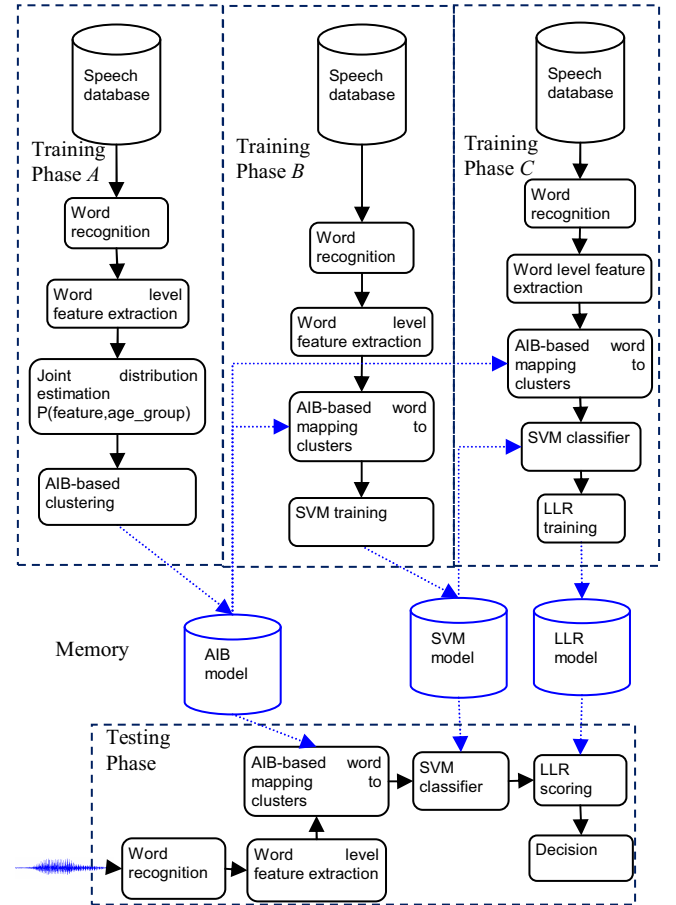 Speech
database
Training
Phase A
Word
recognition
Word level
feature extraction
Joint distribution
estimation
P(feature,age_group)
AIB-based
clustering
Speech
database
Training
Phase B
Word
recognition
Word level
feature extraction
AIB-based word
mapping to
clusters
SVM training
Speech
database
Training
Phase C
Word
recognition
Word level feature
extraction
AIB-based word
mapping to
clusters
SVM classifier
LLR
training
Memory
AIB
model
SVM
model
LLR
model
Testing
Phase
Word
recognition
Word level
feature extraction
AIB-based word
mapping to
clusters
SVM
classifier
LLR
scoring
Decision